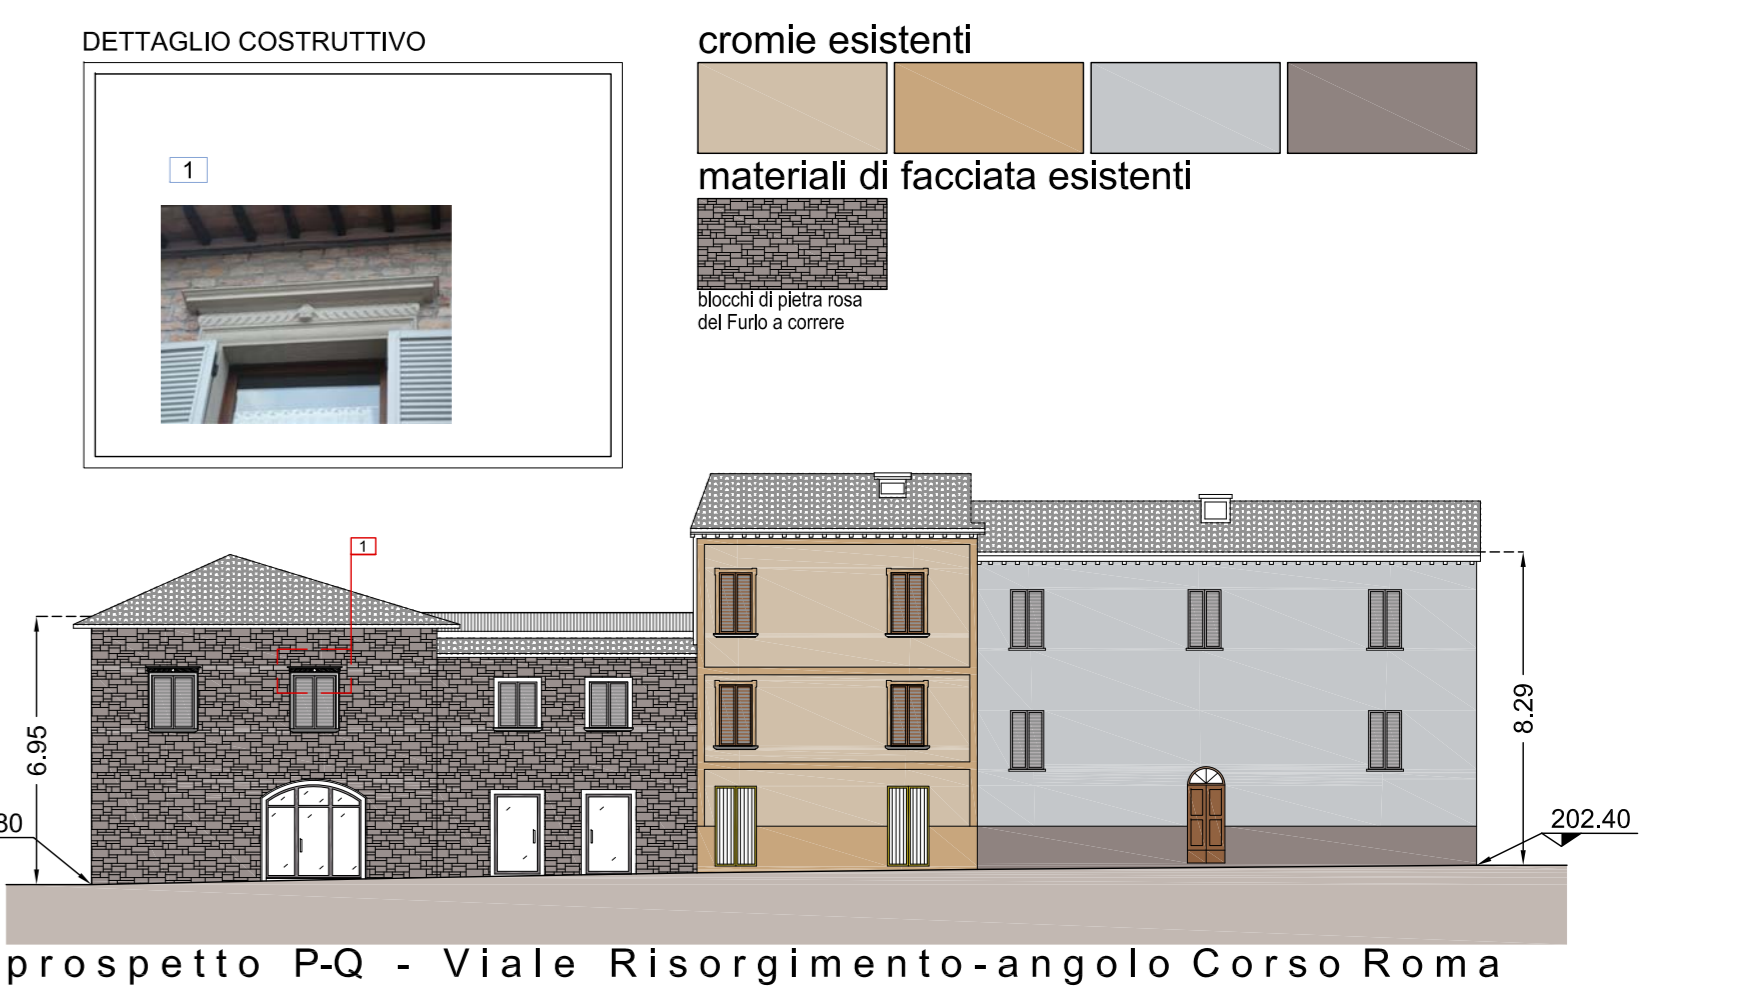 DETTAGLIO COSTRUTTIVO
1
cromie esistenti
materiali di facciata esistenti
blocchi di pietra rosa
del Furlo a correre
1
6.95
8.29
30
202.40
prospetto P-Q - Viale Risorgimento-angolo Corso Roma